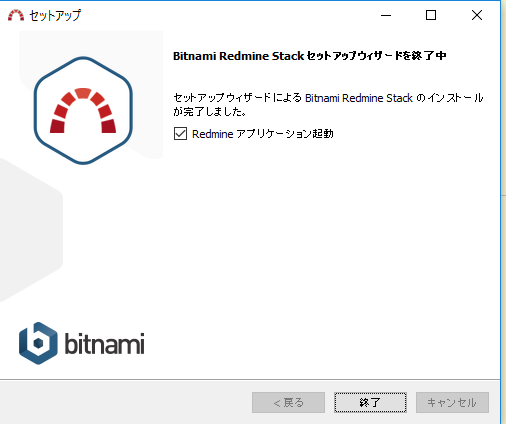 セットアップ
Bitnami Redmine Stack セットアップウィザードを終了中
セットアップウィザードによる Bitnami Redmine Stack のインストール
が完了しました。
Redmine アプリケーション起動
bitnami
< 戻る
終了
キャンセル